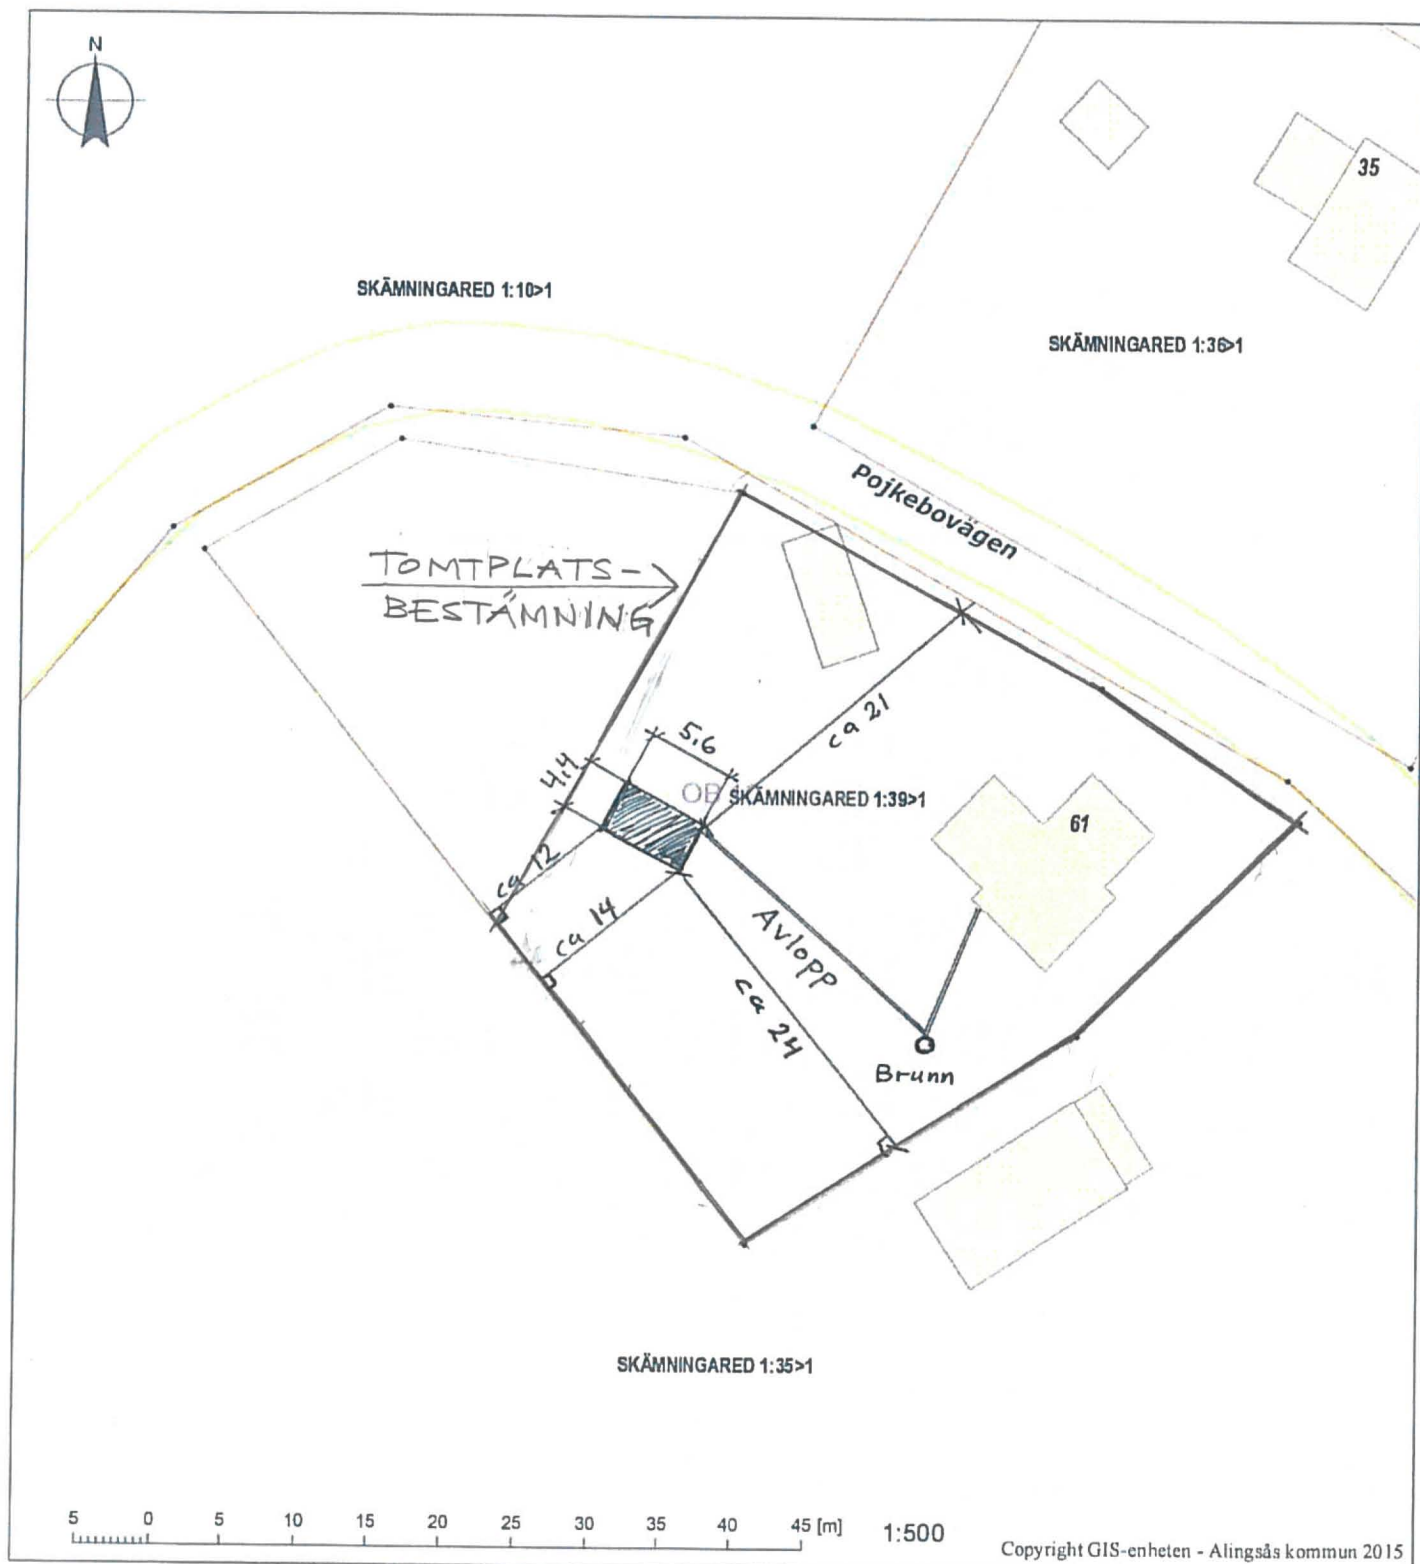 N
35
SKÄMNINGARED 1:10>1
SKÄMNINGARED 1:36>1
Pojkebovägen
TOMTPLATS-
BESTÄMNING
ca 21
5,6
4,4
OB SKÄMNINGARED 1:39>1
61
ca 12
ca 14
Avlopp
ca 24
Brunn
SKÄMNINGARED 1:35>1
5 0 5 10 15 20 25 30 35 40 45 [m] 1:500
Copyright GIS-enheten - Alingsås kommun 2015